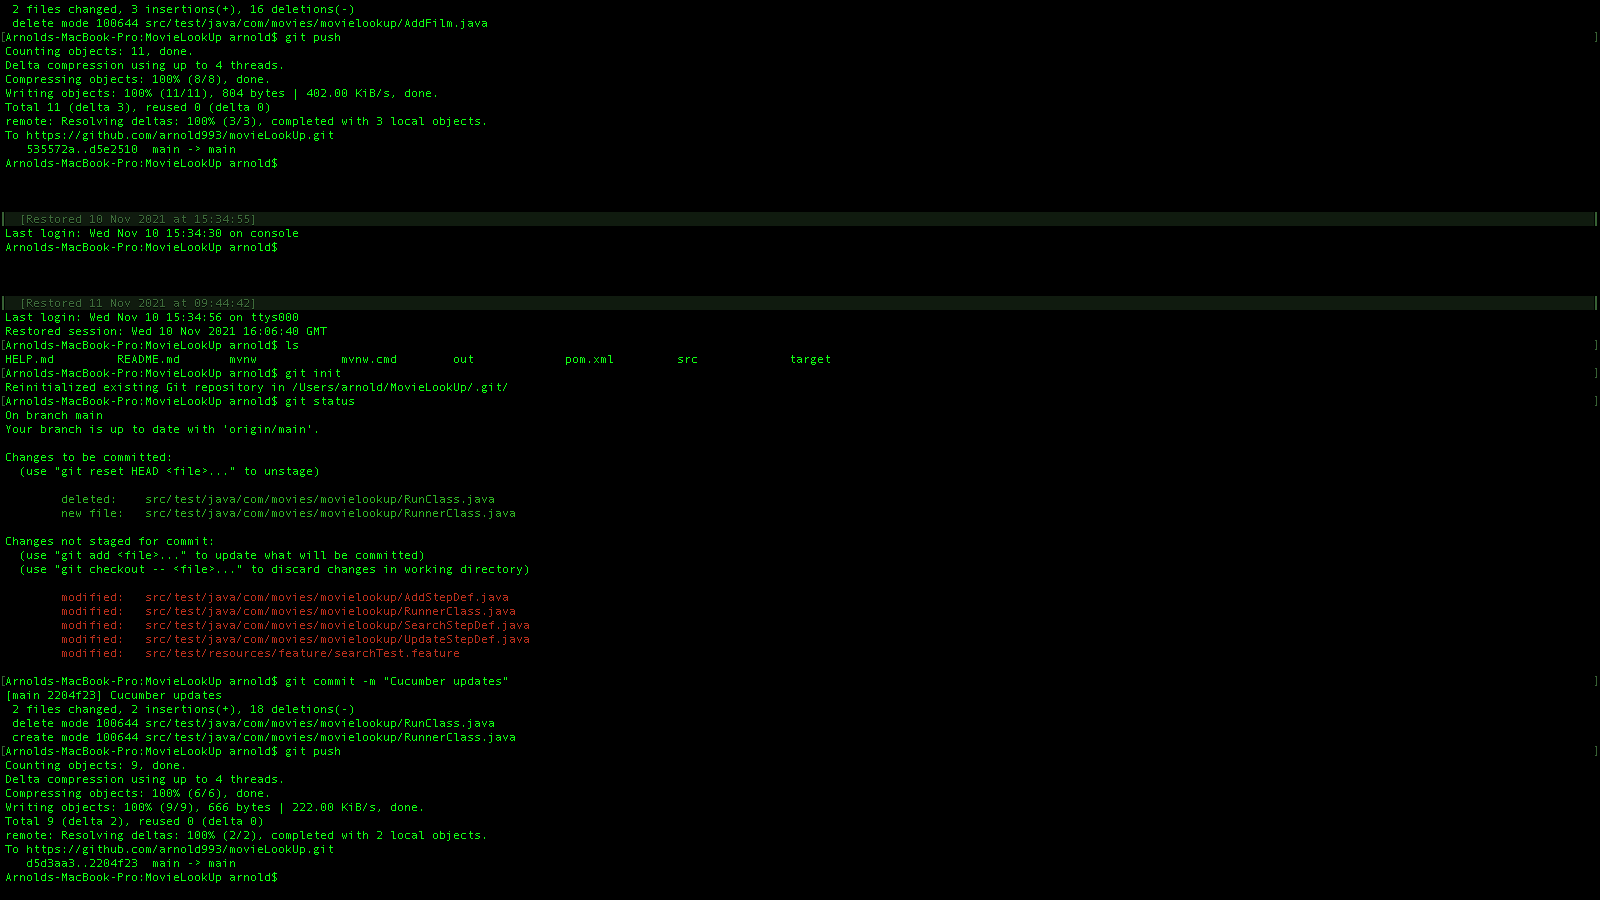 2 files changed, 3 insertions(+), 16 deletions(-)
delete mode 100644 src/test/java/com/movies/movielookup/AddFilm.java
[Arnolds-MacBook-Pro:MovieLookUp arnold$ git push ]
Counting objects: 11, done.
Delta compression using up to 4 threads.
Compressing objects: 100% (8/8), done.
Writing objects: 100% (11/11), 804 bytes | 402.00 KiB/s, done.
Total 11 (delta 3), reused 0 (delta 0)
remote: Resolving deltas: 100% (3/3), completed with 3 local objects.
To https://github.com/arnold993/movieLookUp.git
535572a..d5e2510  main -> main
Arnolds-MacBook-Pro:MovieLookUp arnold$
[Restored 10 Nov 2021 at 15:34:55]
Last login: Wed Nov 10 15:34:30 on console
Arnolds-MacBook-Pro:MovieLookUp arnold$
[Restored 11 Nov 2021 at 09:44:42]
Last login: Wed Nov 10 15:34:56 on ttys000
Restored session: Wed 10 Nov 2021 16:06:40 GMT
[Arnolds-MacBook-Pro:MovieLookUp arnold$ ls ]
HELP.md README.md mvnw mvnw.cmd out pom.xml src target
[Arnolds-MacBook-Pro:MovieLookUp arnold$ git init ]
Reinitialized existing Git repository in /Users/arnold/MovieLookUp/.git/
[Arnolds-MacBook-Pro:MovieLookUp arnold$ git status ]
On branch main
Your branch is up to date with 'origin/main'.
Changes to be committed:
(use "git reset HEAD <file>..." to unstage)
deleted:    src/test/java/com/movies/movielookup/RunClass.java
new file:   src/test/java/com/movies/movielookup/RunnerClass.java
Changes not staged for commit:
(use "git add <file>..." to update what will be committed)
(use "git checkout -- <file>..." to discard changes in working directory)
modified:   src/test/java/com/movies/movielookup/AddStepDef.java
modified:   src/test/java/com/movies/movielookup/RunnerClass.java
modified:   src/test/java/com/movies/movielookup/SearchStepDef.java
modified:   src/test/java/com/movies/movielookup/UpdateStepDef.java
modified:   src/test/resources/feature/searchTest.feature
[Arnolds-MacBook-Pro:MovieLookUp arnold$ git commit -m "Cucumber updates" ]
[main 2204f23] Cucumber updates
2 files changed, 2 insertions(+), 18 deletions(-)
delete mode 100644 src/test/java/com/movies/movielookup/RunClass.java
create mode 100644 src/test/java/com/movies/movielookup/RunnerClass.java
[Arnolds-MacBook-Pro:MovieLookUp arnold$ git push ]
Counting objects: 9, done.
Delta compression using up to 4 threads.
Compressing objects: 100% (6/6), done.
Writing objects: 100% (9/9), 666 bytes | 222.00 KiB/s, done.
Total 9 (delta 2), reused 0 (delta 0)
remote: Resolving deltas: 100% (2/2), completed with 2 local objects.
To https://github.com/arnold993/movieLookUp.git
d5d3aa3..2204f23  main -> main
Arnolds-MacBook-Pro:MovieLookUp arnold$